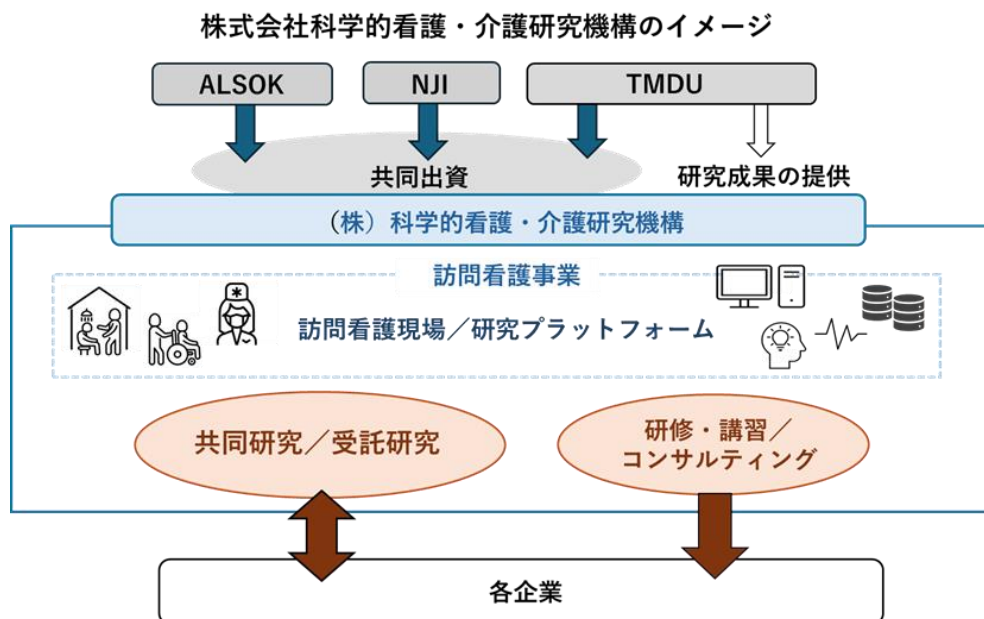 株式会社科学的看護・介護研究機構のイメージ
ALSOK
NJI
TMDU
共同出資
研究成果の提供
（株）科学的看護・介護研究機構
訪問看護事業
訪問看護現場／研究プラットフォーム
共同研究／受託研究
研修・講習／
コンサルティング
各企業